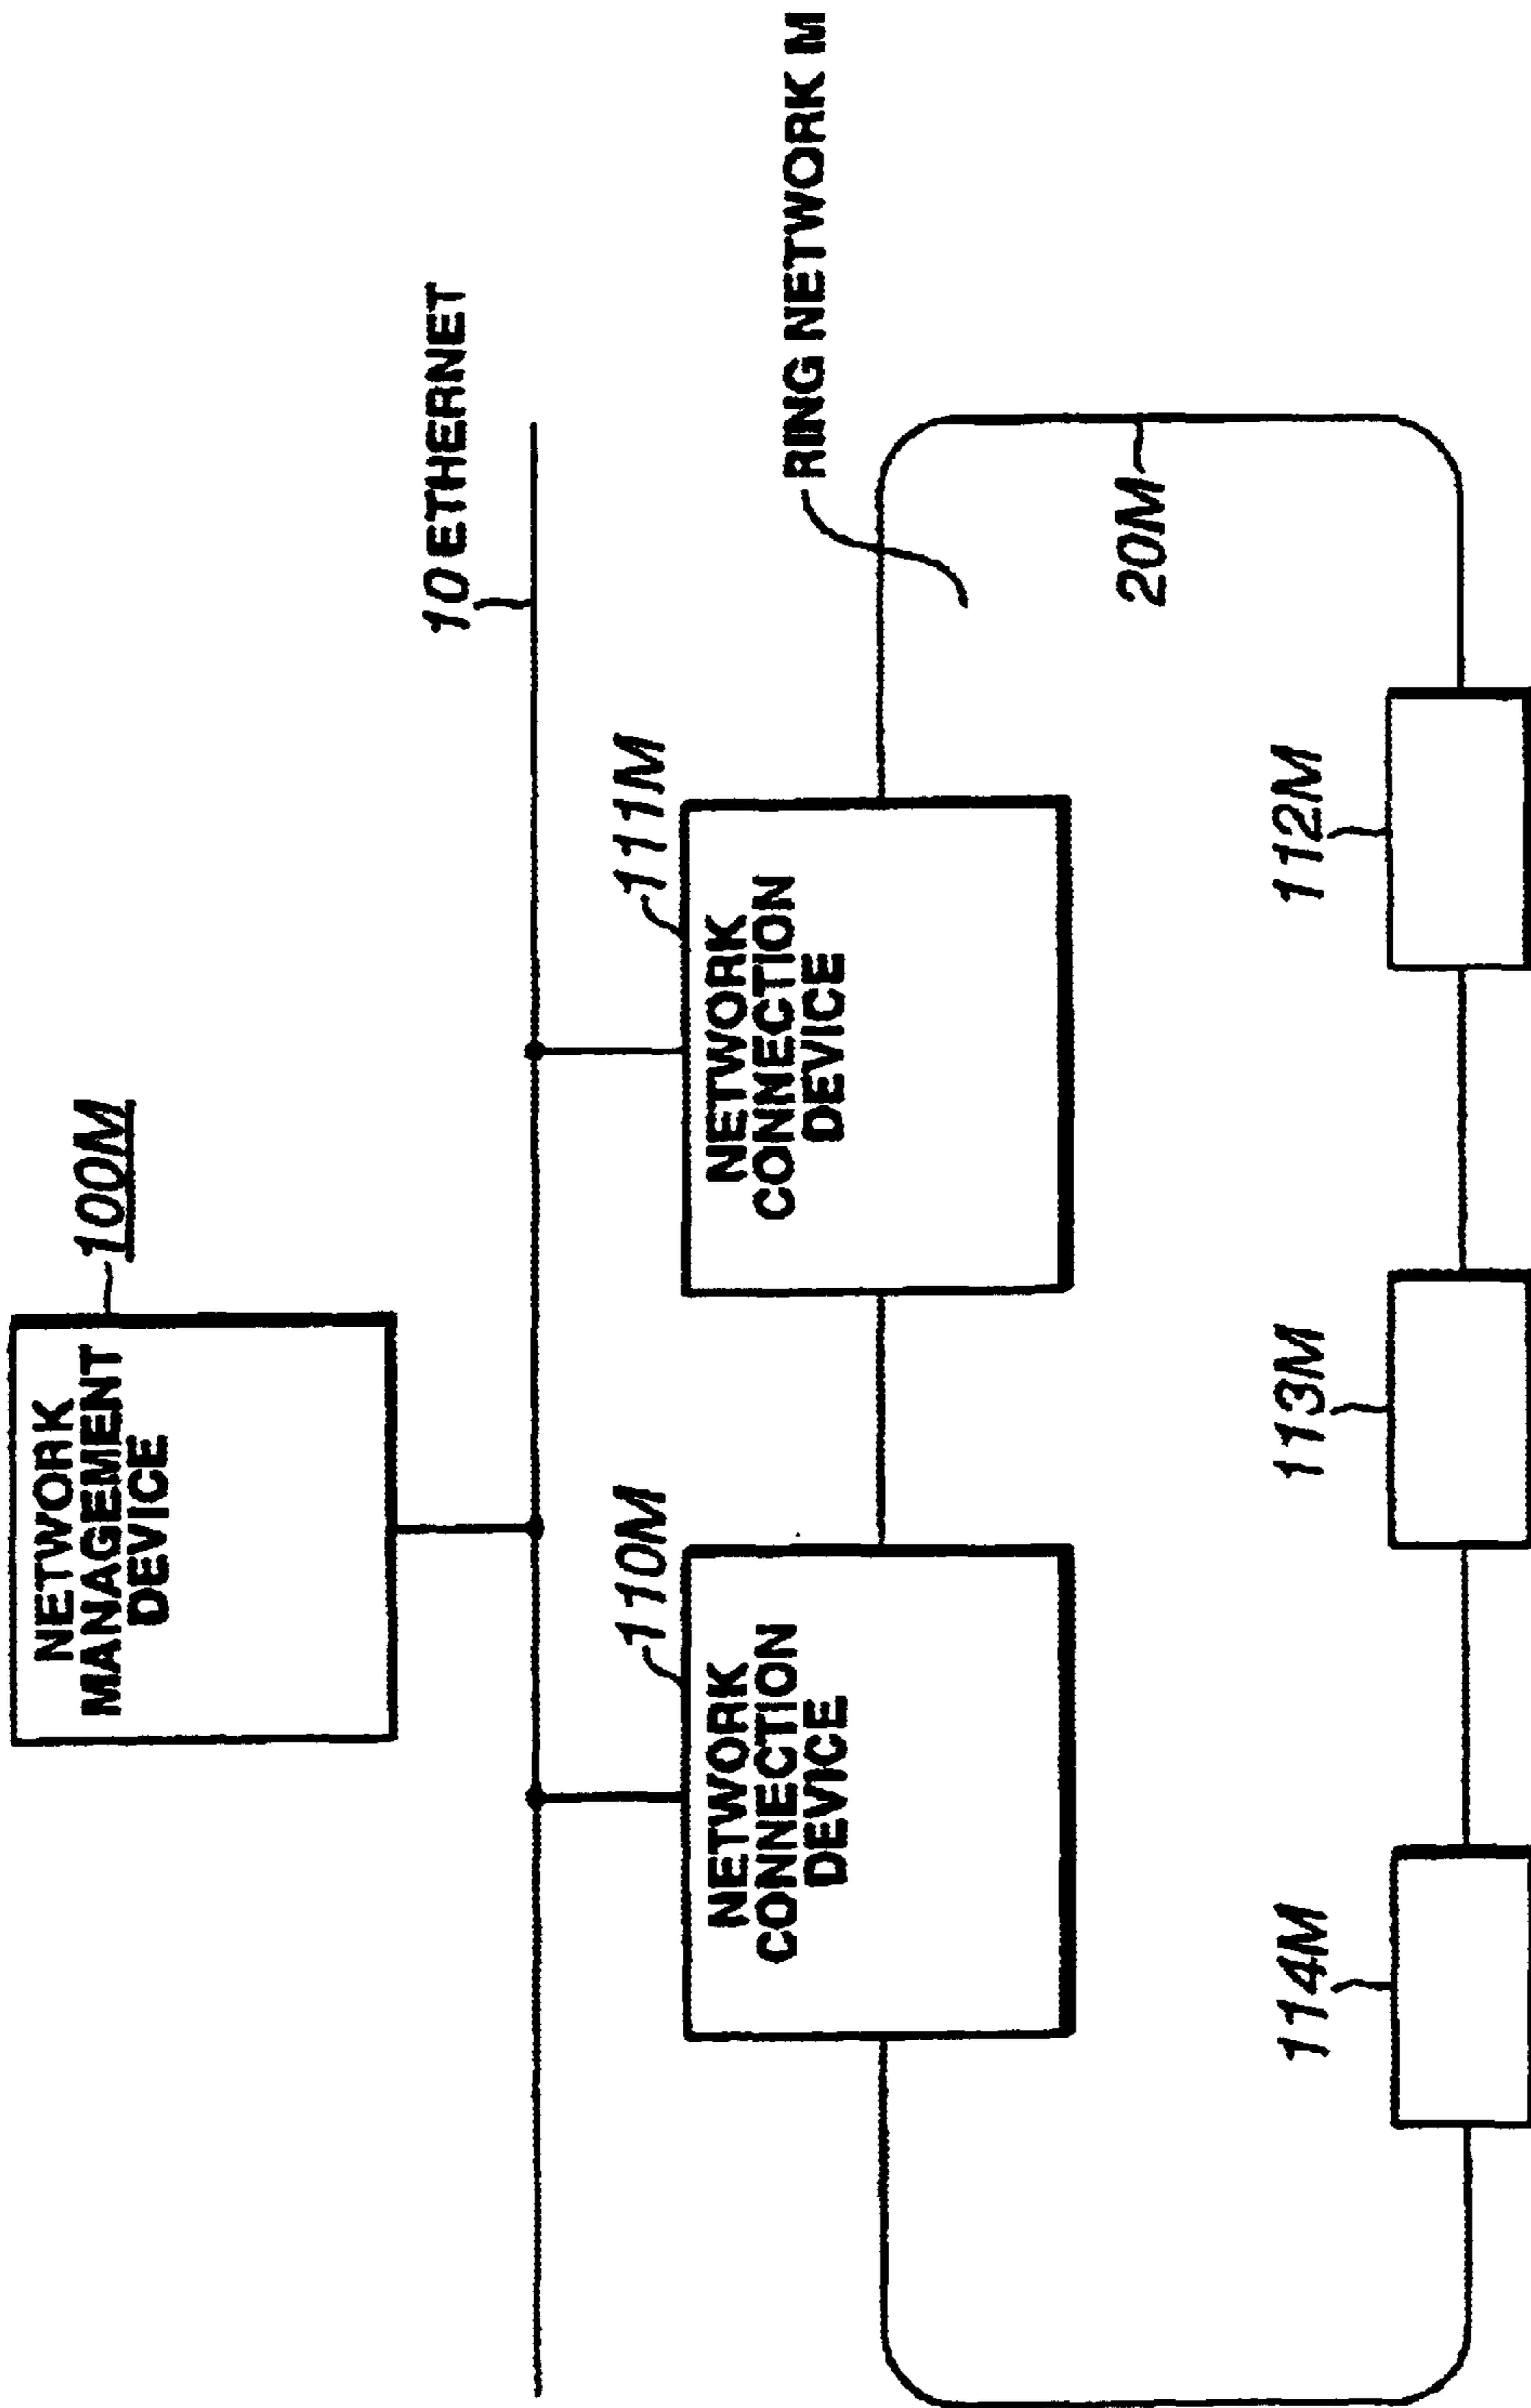 100M
NETWORK
MANAGEMENT
DEVICE
10 ETHERNET
110M
NETWORK
CONNECTION
DEVICE
111M
NETWORK
CONNECTION
DEVICE
RING NETWORK M
20M
114M
113M
112M